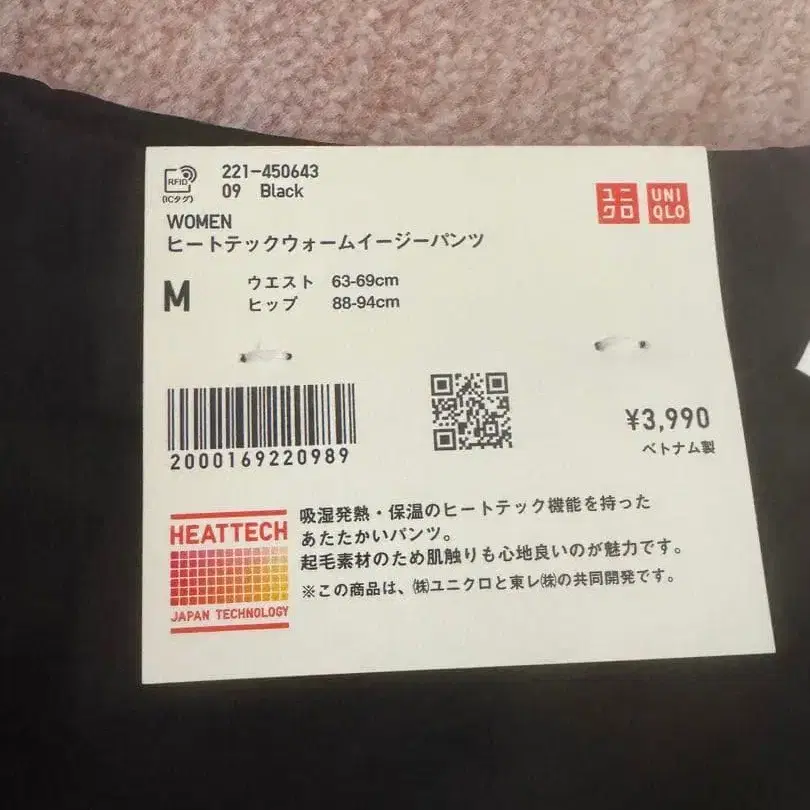 RFID
(ICタグ)
221-450643
09 Black
ユニクロ
UNIQLO
WOMEN
ヒートテックウォームイージーパンツ
M
ウエスト 63-69cm
ヒップ 88-94cm
2000169220989
¥3,990
ベトナム製
HEATTECH
JAPAN TECHNOLOGY
吸湿発熱・保温のヒートテック機能を持った
あたたかいパンツ。
起毛素材のため肌触りも心地良いのが魅力です。
※この商品は、㈱ユニクロと東レ㈱の共同開発です。